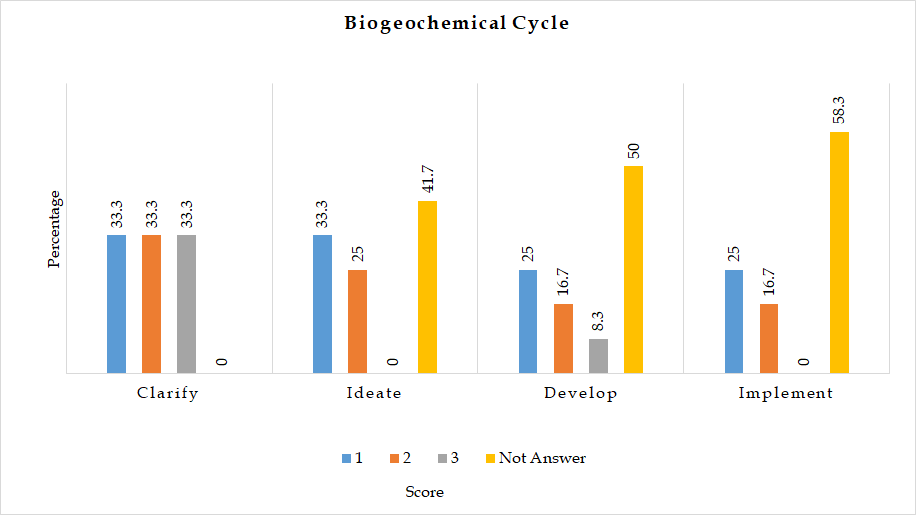 Biogeochemical Cycle
Percentage
33.3 33.3 33.3 0
33.3 25 0 41.7
25 16.7 8.3 50
25 16.7 0 58.3
Clarify Ideate Develop Implement
1 2 3 Not Answer
Score